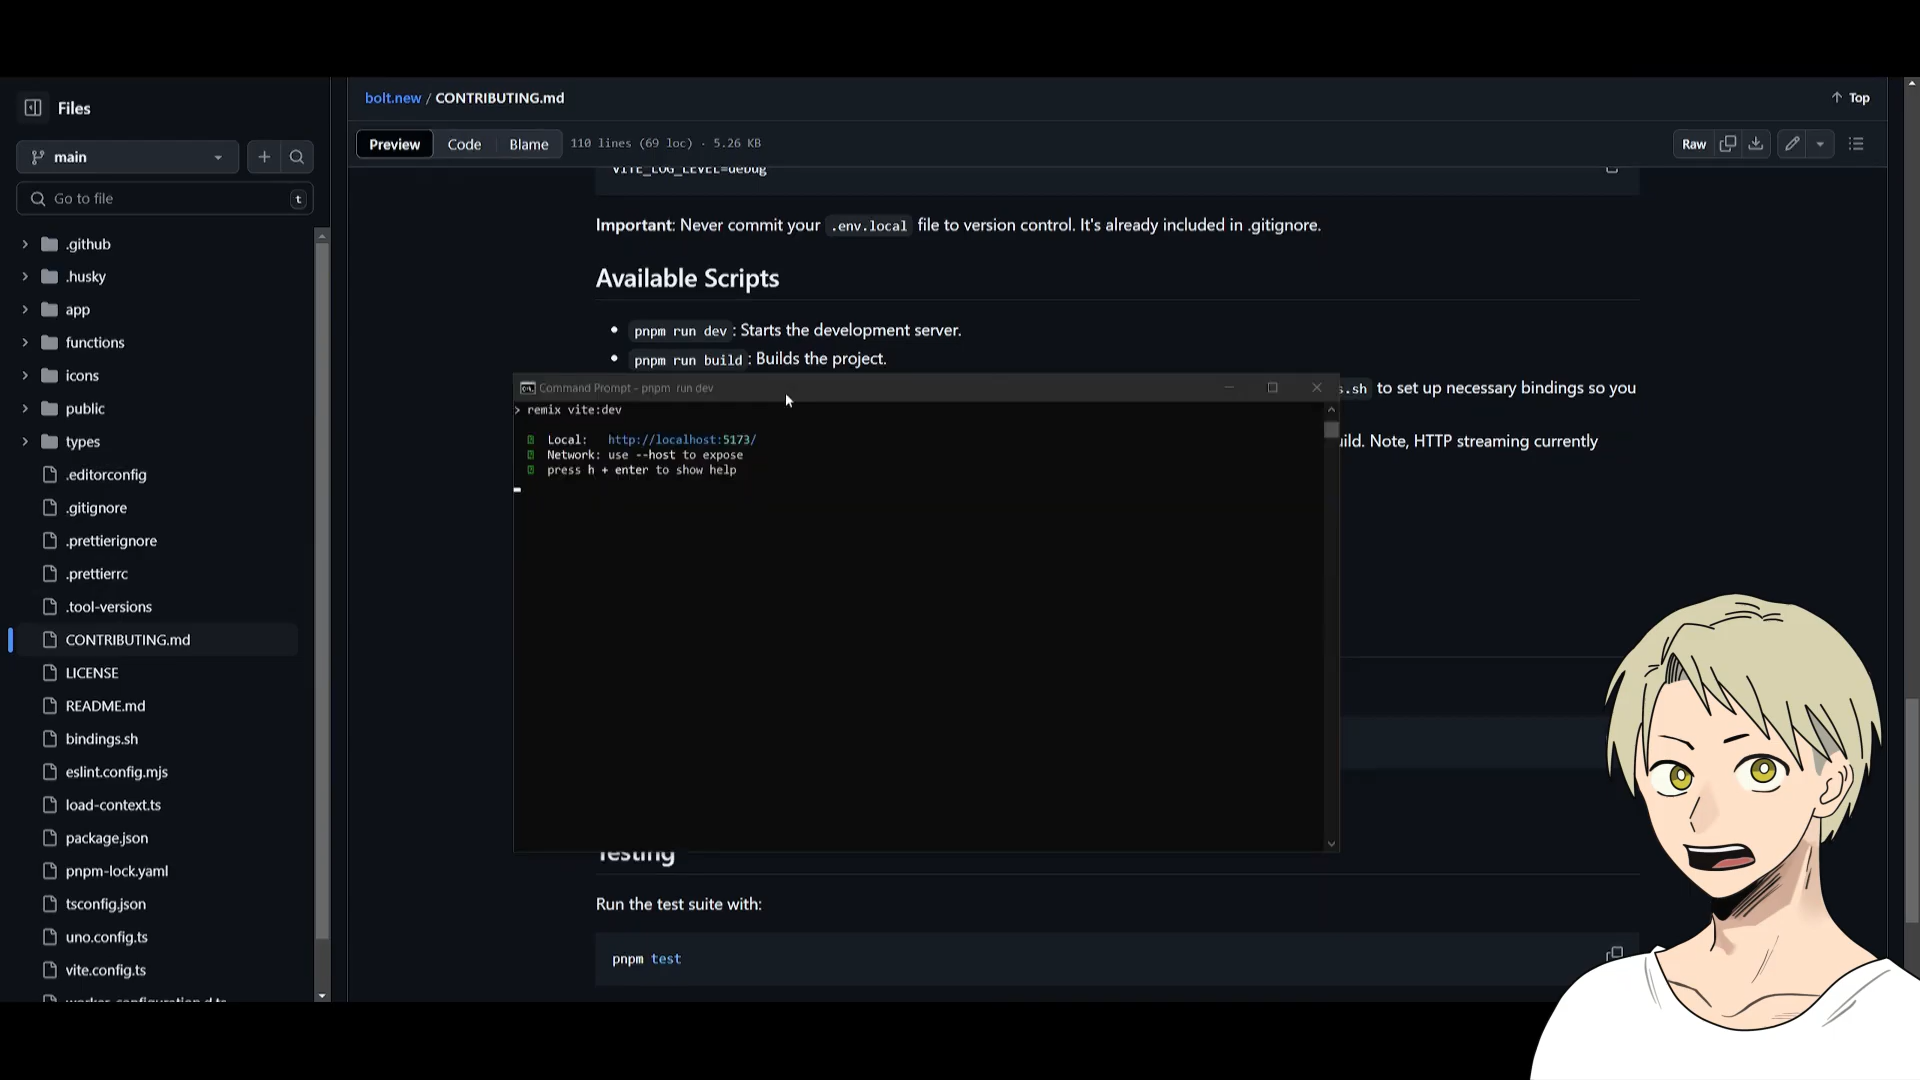 Files
main
Go to file
t
.github
.husky
app
functions
icons
public
types
.editorconfig
.gitignore
.prettierignore
.prettierrc
.tool-versions
CONTRIBUTING.md
LICENSE
README.md
bindings.sh
eslint.config.mjs
load-context.ts
package.json
pnpm-lock.yaml
tsconfig.json
uno.config.ts
vite.config.ts
worker-configuration.d.ts
bolt.new / CONTRIBUTING.md
Top
Preview Code Blame 110 lines (69 loc) · 5.26 KB
Raw
VITE_LOG_LEVEL=debug
Important: Never commit your .env.local file to version control. It's already included in .gitignore.
Available Scripts
• pnpm run dev: Starts the development server.
• pnpm run build: Builds the project.
s.sh to set up necessary bindings so you
uild. Note, HTTP streaming currently
Command Prompt - pnpm run dev
> remix vite:dev
Local: http://localhost:5173/
Network: use --host to expose
press h + enter to show help
Testing
Run the test suite with:
pnpm test